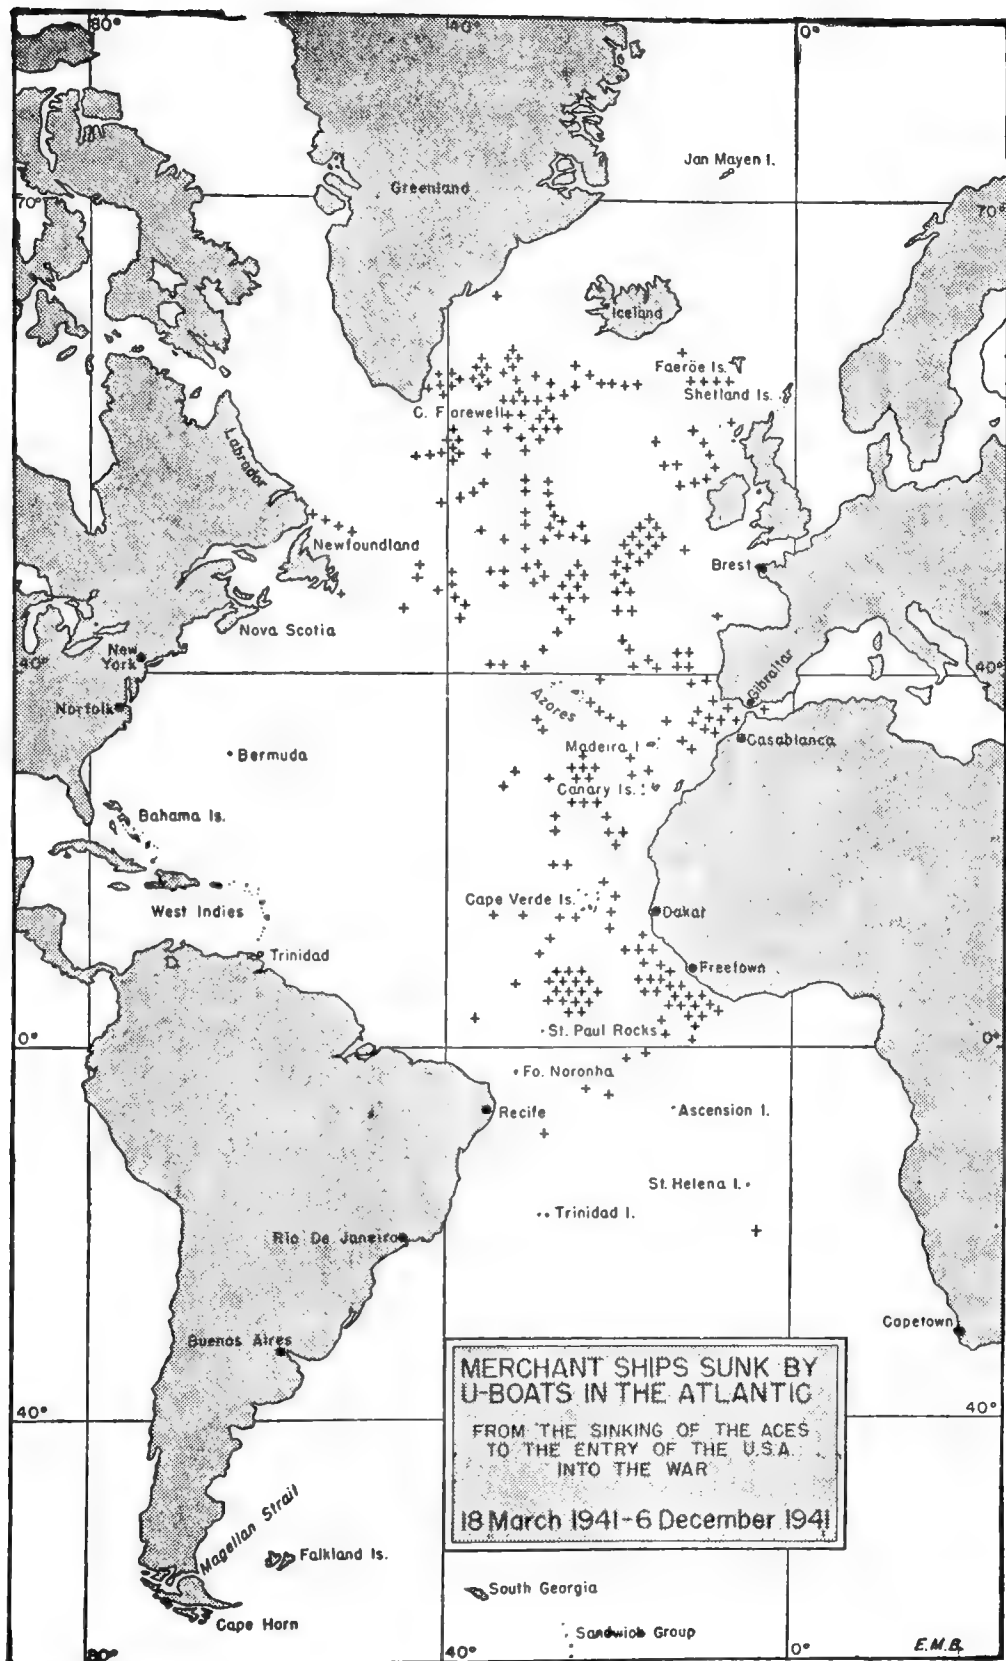 80°
40°
0°
Jan Mayen I.
Greenland
70°
70°
Iceland
Faeröe Is.
Shetland Is.
C. Farewell
Labrador
Newfoundland
Brest
Nova Scotia
New
York
40°
40°
Gibraltar
Norfolk
Azores
Madeira I
Casablanca
Bermuda
Canary Is.
Bahama Is.
Cape Verde Is.
West Indies
Dakar
Trinidad
Freetown
St. Paul Rocks
0°
0°
Fo. Noronha
Recife
Ascension I.
St. Helena I.
Trinidad I.
Rio De Janeiro
Capetown
Buenos Aires
MERCHANT SHIPS SUNK BY
U-BOATS IN THE ATLANTIC
FROM THE SINKING OF THE ACES
TO THE ENTRY OF THE U.S.A.
INTO THE WAR
18 March 1941-6 December 1941
40°
40°
Magellan Strait
Falkland Is.
South Georgia
Cape Horn
Sandwich Group
80°
40°
0°
E.M.B.